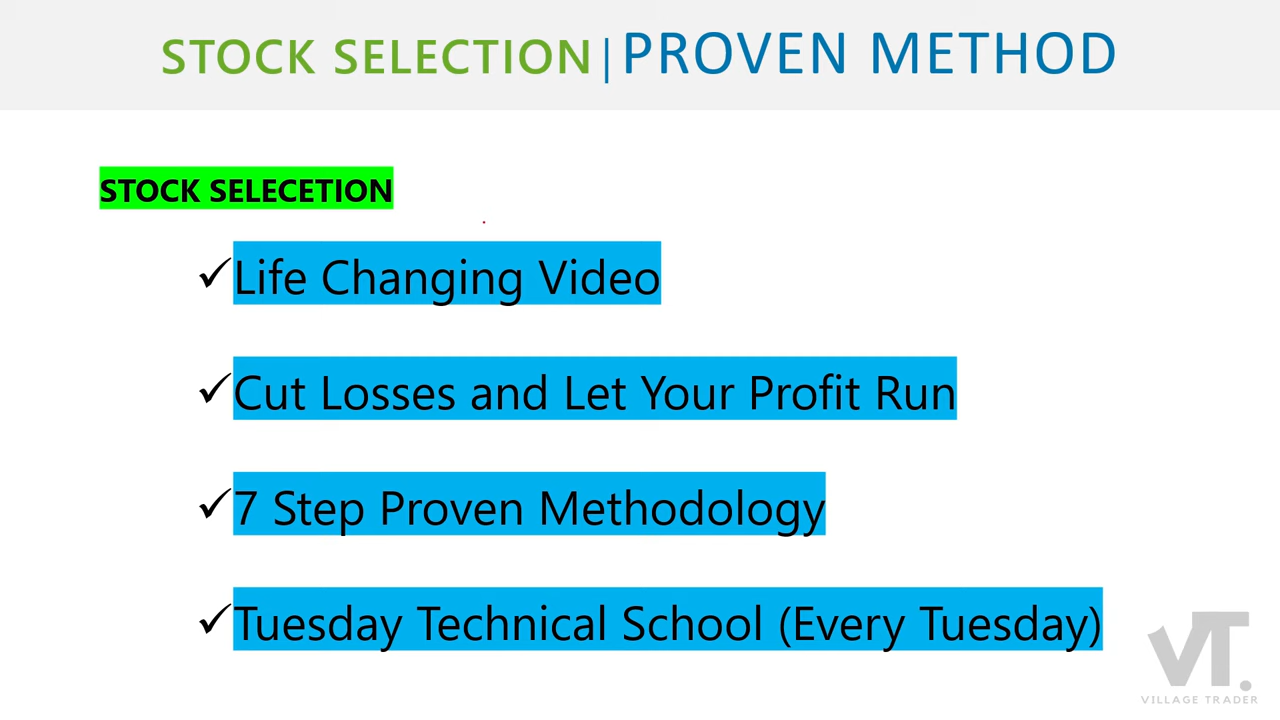 STOCK SELECTION|PROVEN METHOD
STOCK SELECETION
✓Life Changing Video
✓Cut Losses and Let Your Profit Run
✓7 Step Proven Methodology
✓Tuesday Technical School (Every Tuesday)
VT.
VILLAGE TRADER